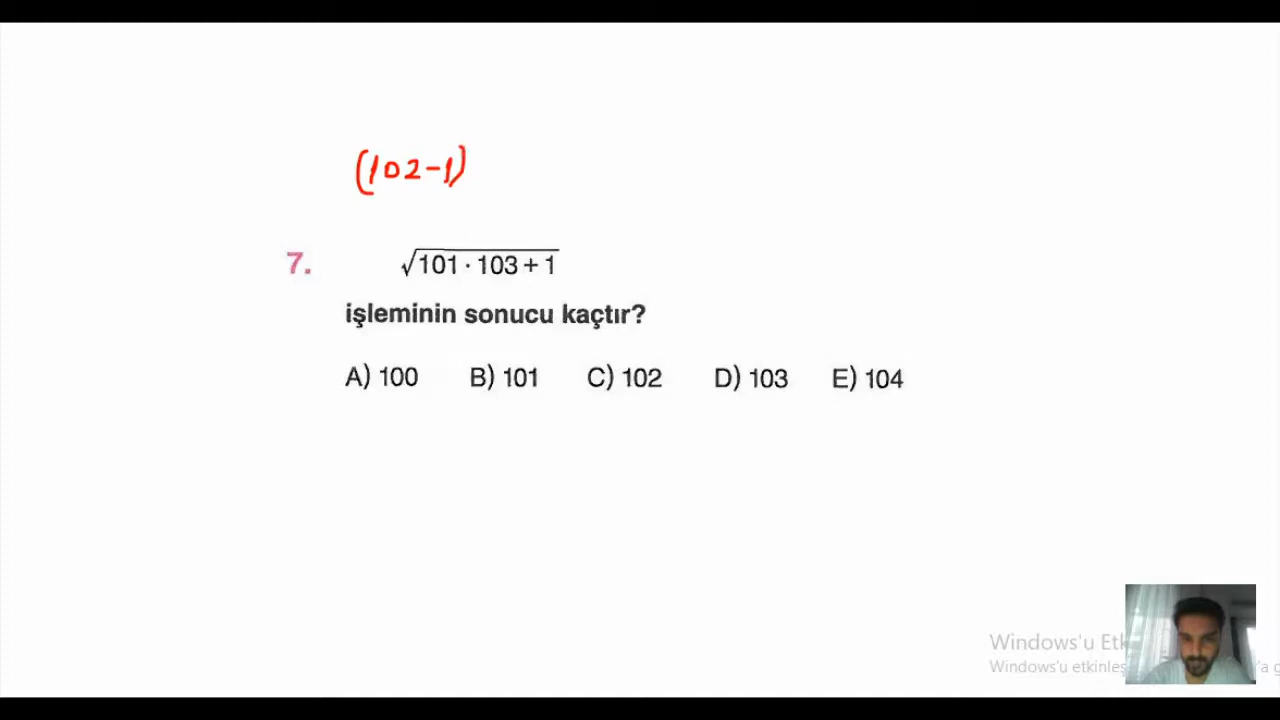 (102-1)
7. √101 · 103 + 1
işleminin sonucu kaçtır?
A) 100 B) 101 C) 102 D) 103 E) 104
Windows'u Etk
Windows'u etkinleş 'a g